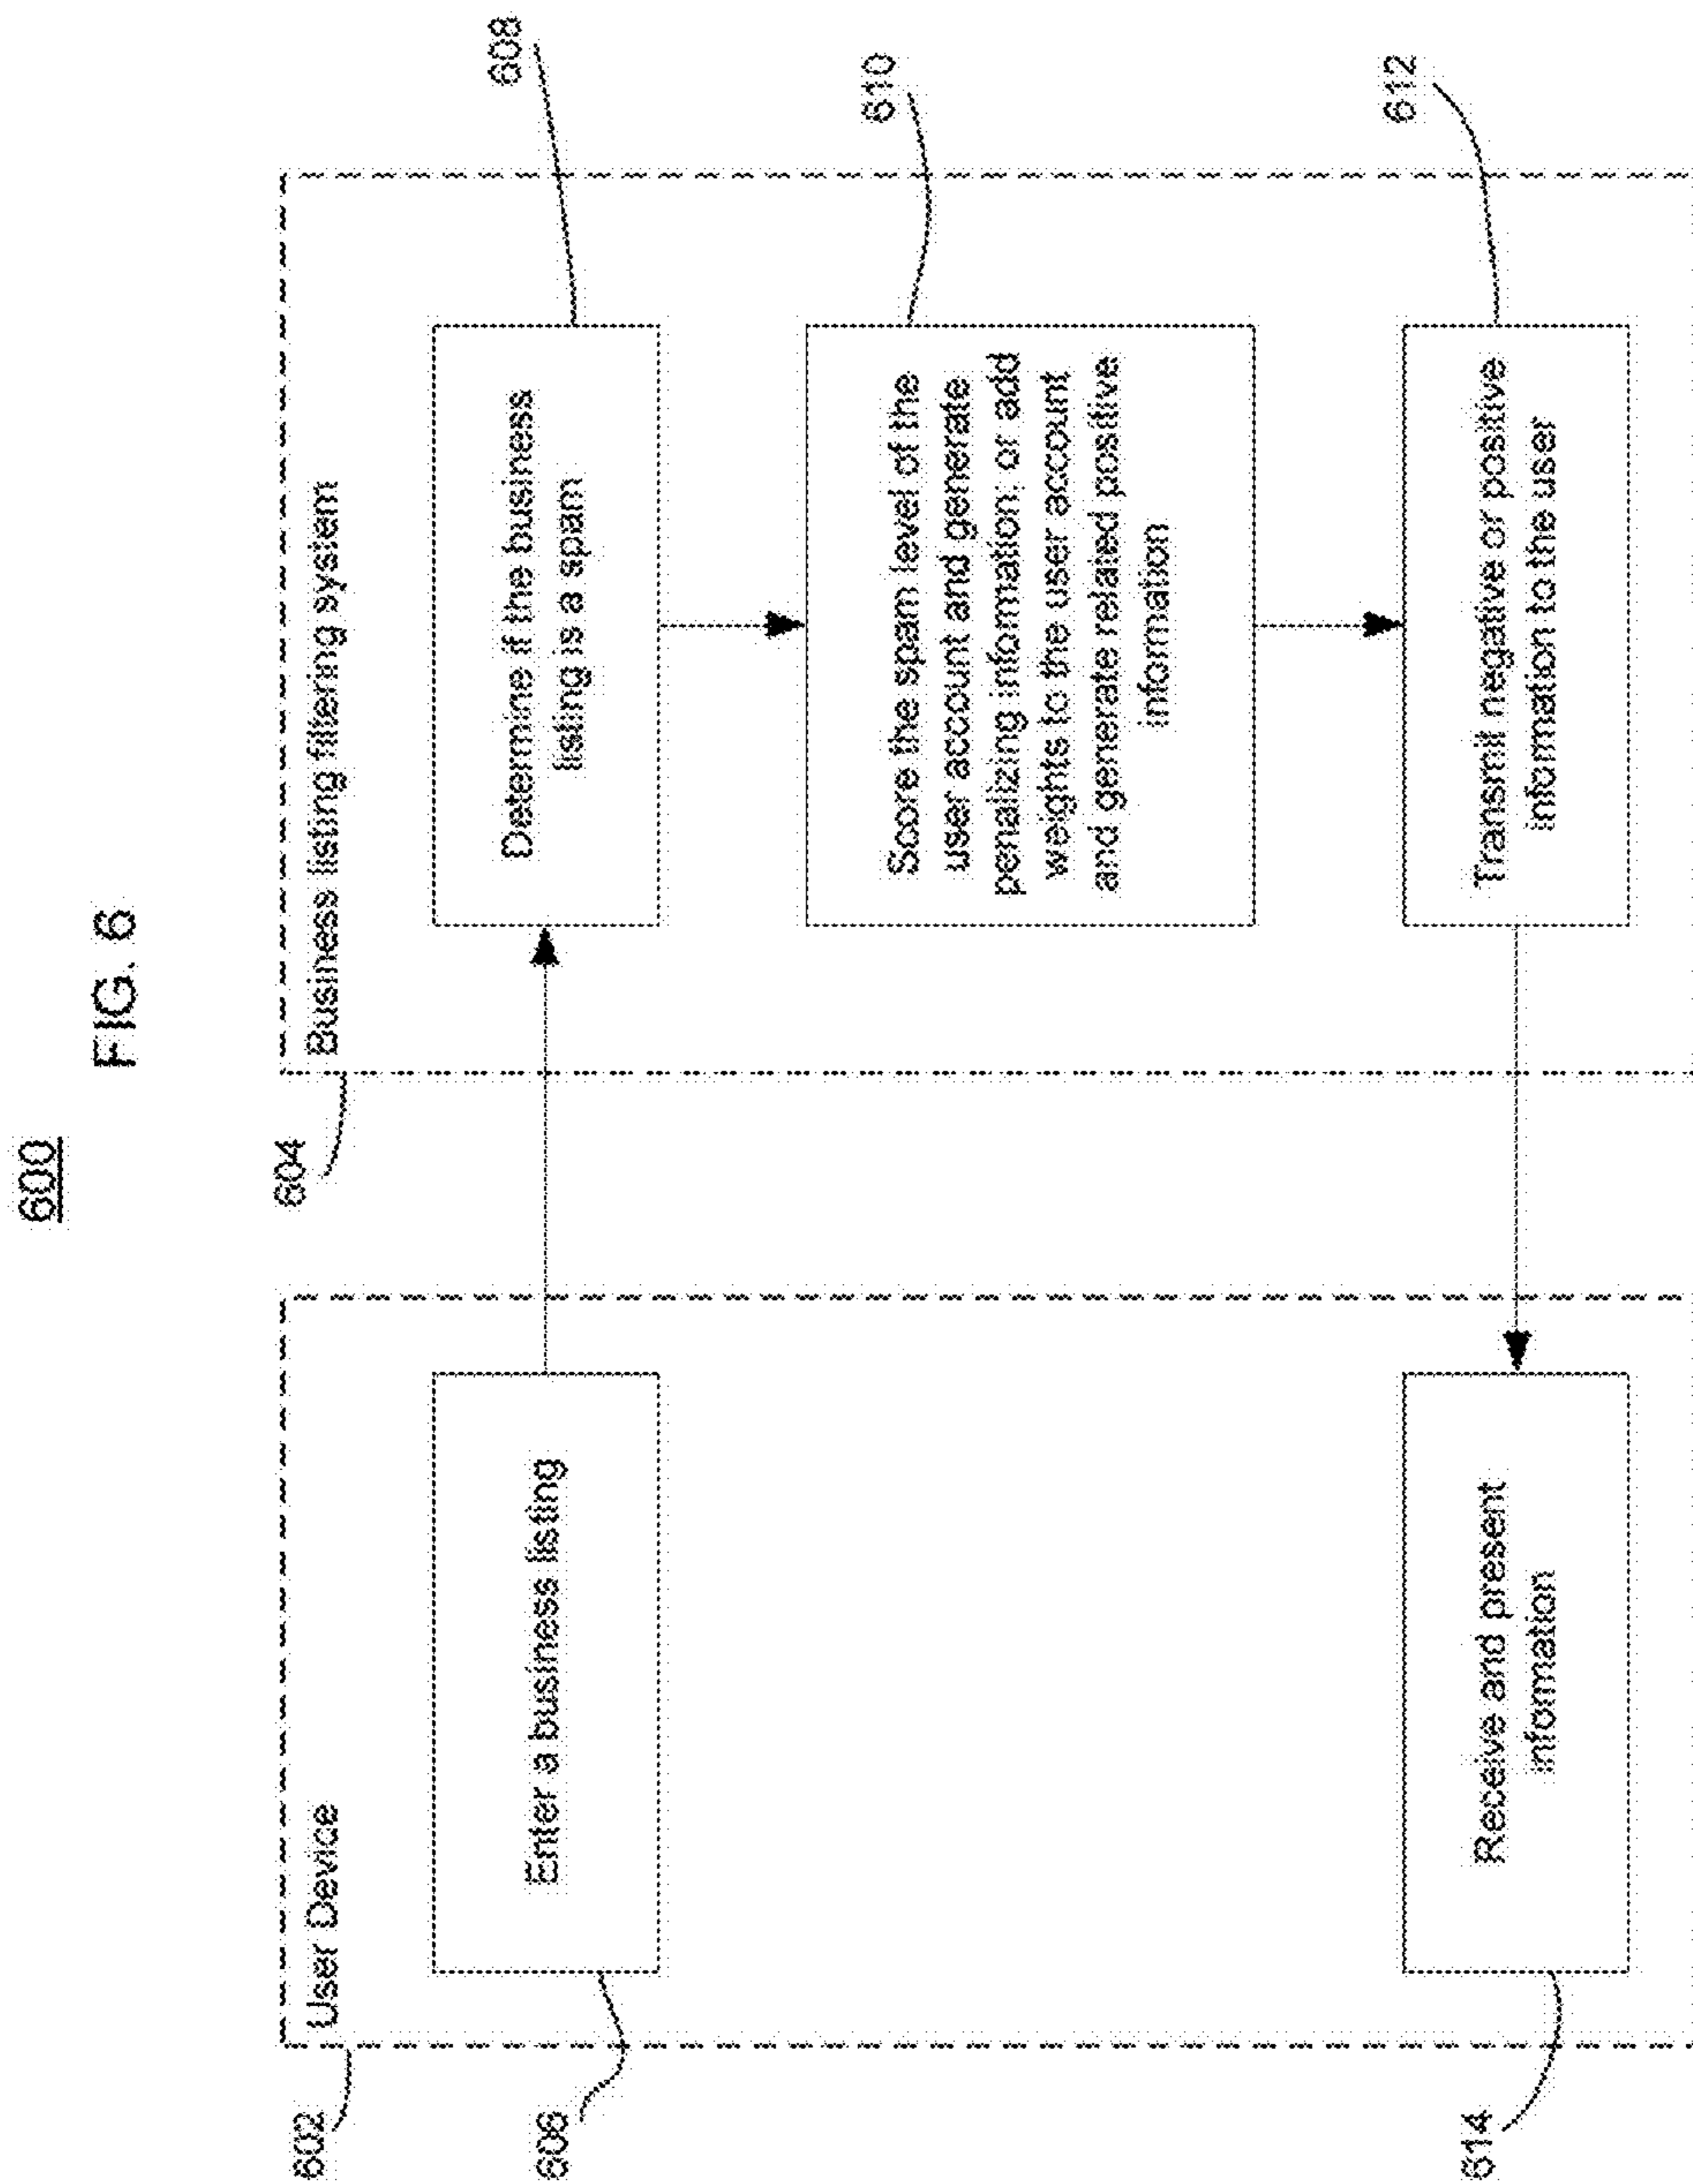 600
FIG. 6
602
User Device
604
Business listing filtering system
608
Enter a business listing
Determine if the business
listing is a spam
608
Score the spam level of the
user account and generate
penalizing information; or add
weights to the user account
and generate related positive
information
610
Transmit negative or positive
information to the user
612
Receive and present
infomation
614